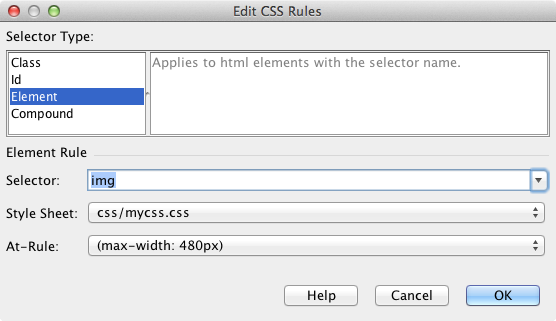 Edit CSS Rules
Selector Type:
Class
Id
Element
Compound
Applies to html elements with the selector name.
Element Rule
Selector: img
Style Sheet: css/mycss.css
At-Rule: (max-width: 480px)
Help Cancel OK